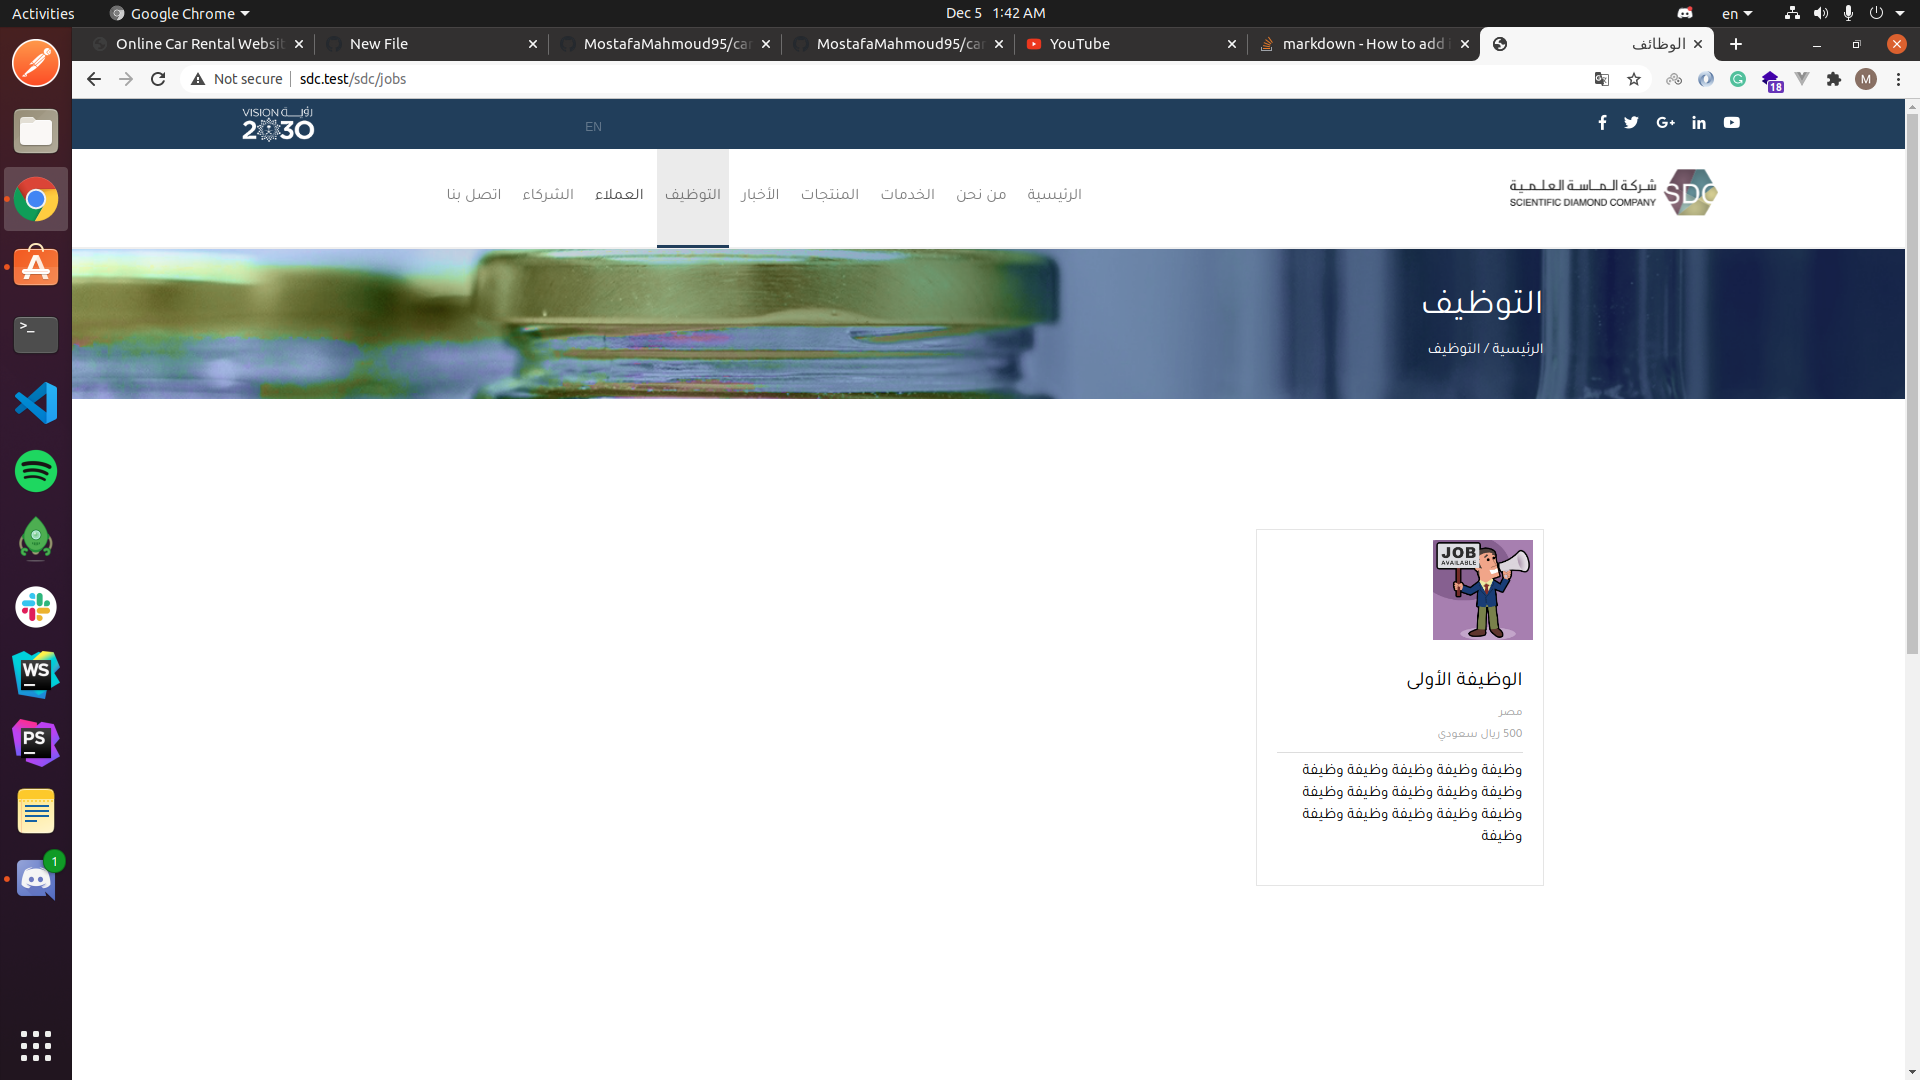 Activities
Google Chrome
Dec 5 1:42 AM
en
Online Car Rental Websit
New File
MostafaMahmoud95/car
MostafaMahmoud95/car
YouTube
markdown - How to add
الوظائف
Not secure
sdc.test/sdc/jobs
18
M
VISION رؤية
2030
EN
الرئيسية
من نحن
الخدمات
المنتجات
الأخبار
التوظيف
العملاء
الشركاء
اتصل بنا
شركة الماسة العلمية
SCIENTIFIC DIAMOND COMPANY
SDC
التوظيف
الرئيسية / التوظيف
JOB
AVAILABLE
الوظيفة الأولى
مصر
500 ريال سعودي
وظيفة وظيفة وظيفة وظيفة وظيفة
وظيفة وظيفة وظيفة وظيفة وظيفة
وظيفة وظيفة وظيفة وظيفة وظيفة
وظيفة
>_
WS
PS
1